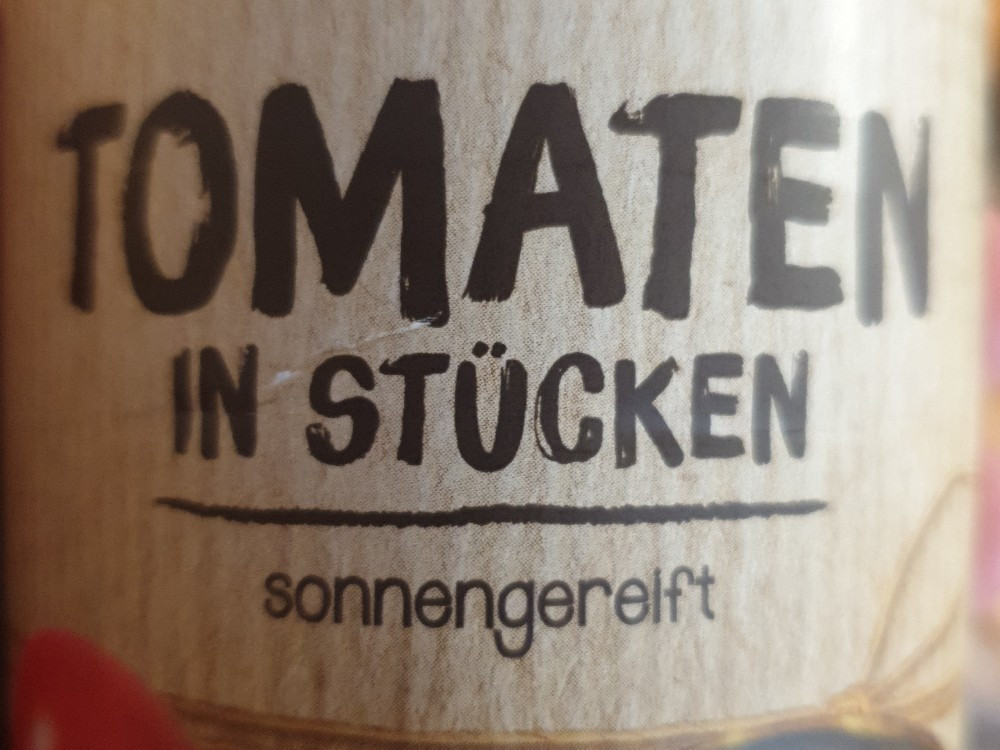 TOMATEN
IN STÜCKEN
sonnengereift